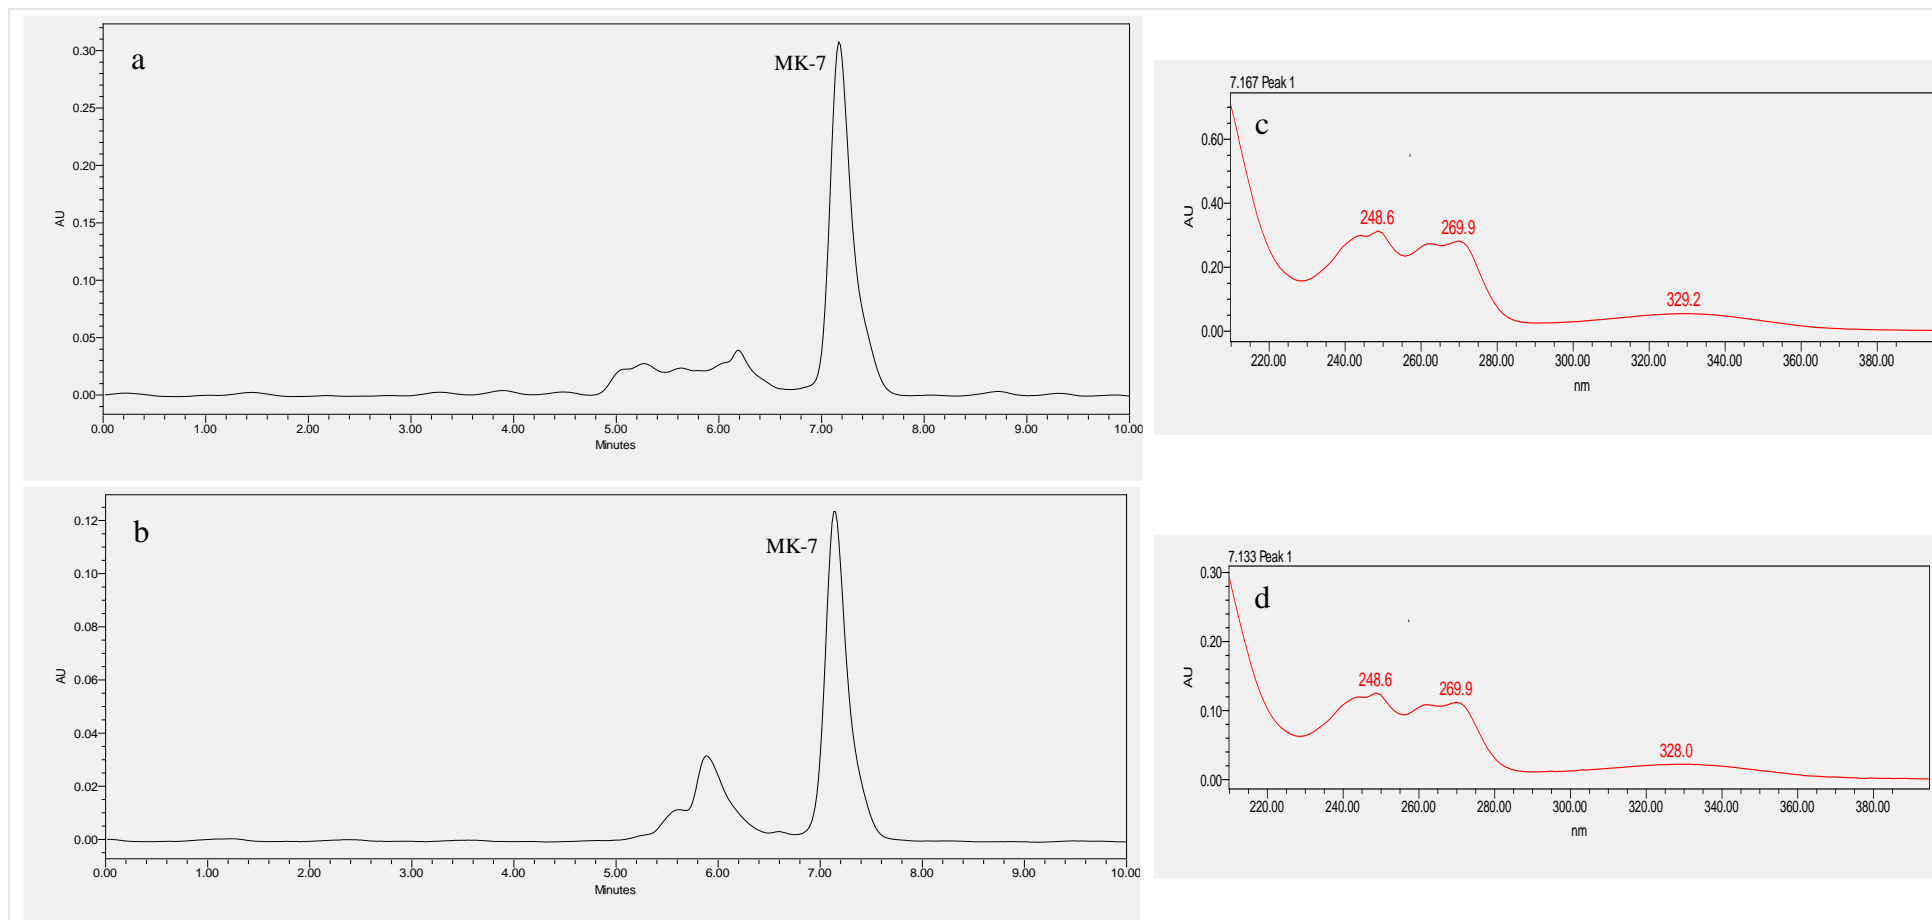 a
MK-7
0.30
0.25
0.20
0.15
0.10
0.05
0.00
AU
0.00 1.00 2.00 3.00 4.00 5.00 6.00 7.00 8.00 9.00 10.00
Minutes
7.167 Peak 1
c
0.60
0.40
0.20
0.00
AU
248.6
269.9
329.2
220.00 240.00 260.00 280.00 300.00 320.00 340.00 360.00 380.00
nm
b
MK-7
0.12
0.10
0.08
0.06
0.04
0.02
0.00
AU
0.00 1.00 2.00 3.00 4.00 5.00 6.00 7.00 8.00 9.00 10.00
Minutes
7.133 Peak 1
d
0.30
0.20
0.10
0.00
AU
248.6
269.9
328.0
220.00 240.00 260.00 280.00 300.00 320.00 340.00 360.00 380.00
nm